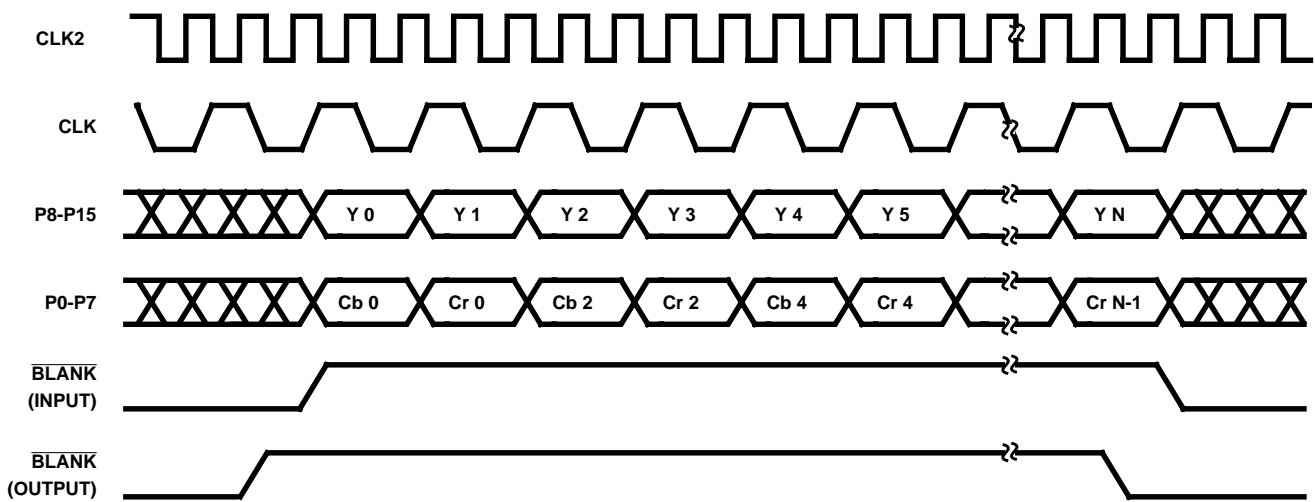 CLK2
CLK
P8-P15
Y 0 Y 1 Y 2 Y 3 Y 4 Y 5 Y N
P0-P7
Cb 0 Cr 0 Cb 2 Cr 2 Cb 4 Cr 4 Cr N-1
BLANK
(INPUT)
BLANK
(OUTPUT)